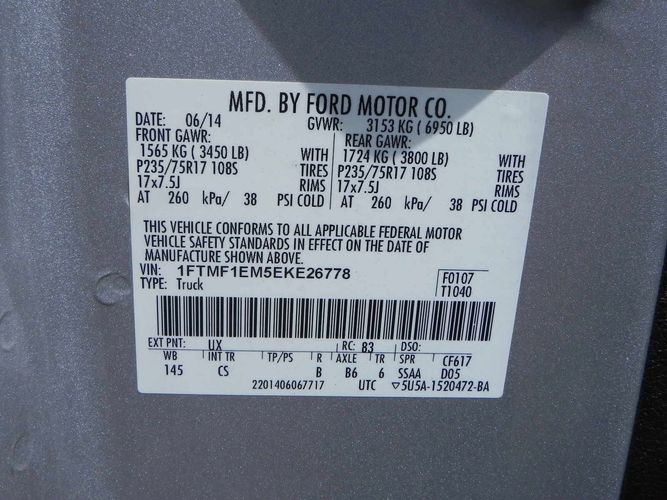 MFD. BY FORD MOTOR CO.
DATE: 06/14 GVWR: 3153 KG ( 6950 LB)
FRONT GAWR: REAR GAWR:
1565 KG ( 3450 LB) WITH 1724 KG ( 3800 LB) WITH
P235/75R17 108S TIRES P235/75R17 108S TIRES
17x7.5J RIMS 17x7.5J RIMS
AT 260 kPa/ 38 PSI COLD AT 260 kPa/ 38 PSI COLD
THIS VEHICLE CONFORMS TO ALL APPLICABLE FEDERAL MOTOR
VEHICLE SAFETY STANDARDS IN EFFECT ON THE DATE OF
MANUFACTURE SHOWN ABOVE.
VIN: 1FTMF1EM5EKE26778 F0107
TYPE: Truck T1040
EXT PNT: UX RC: 83 DSO:
WB INT TR TP/PS R AXLE TR SPR CF617
145 CS B B6 6 SSAA D05
2201406067717 UTC ▽5U5A-1520472-BA